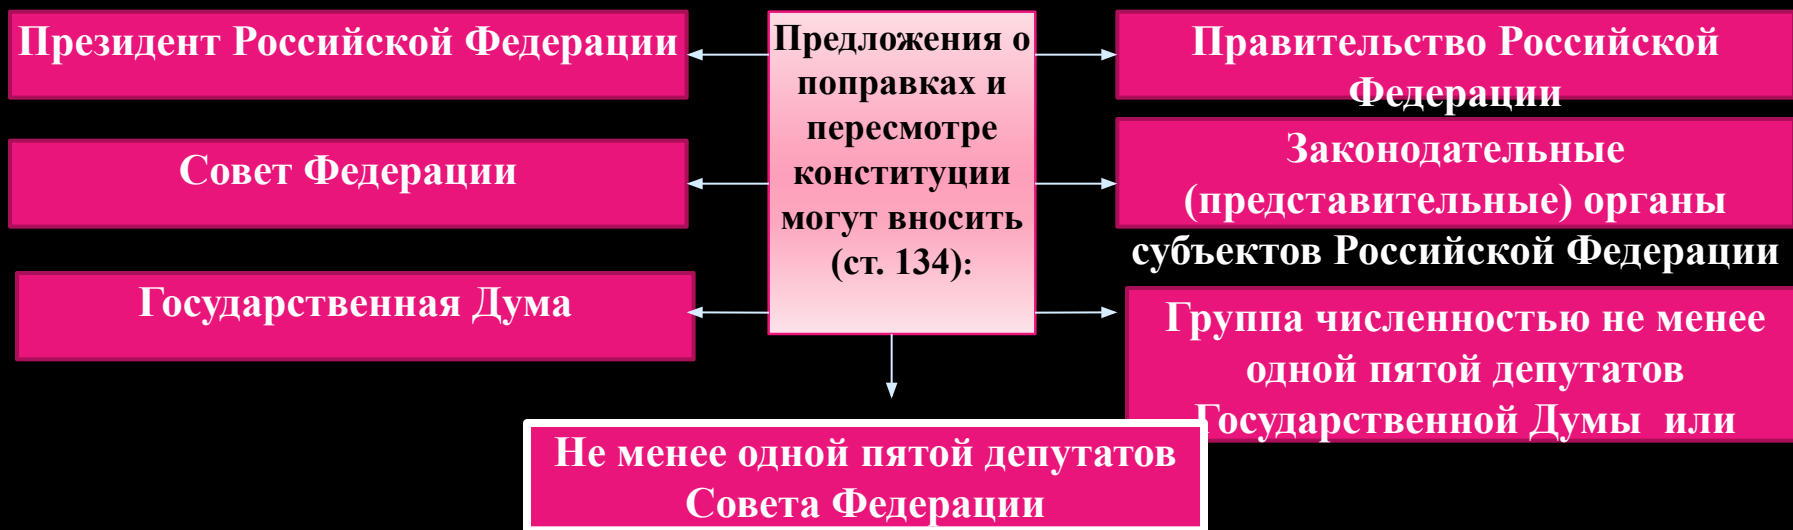 Президент Российской Федерации
Совет Федерации
Государственная Дума
Предложения о
поправках и
пересмотре
конституции
могут вносить
(ст. 134):
Правительство Российской
Федерации
Законодательные
(представительные) органы
субъектов Российской Федерации
Группа численностью не менее
одной пятой депутатов
Государственной Думы или
Не менее одной пятой депутатов
Совета Федерации